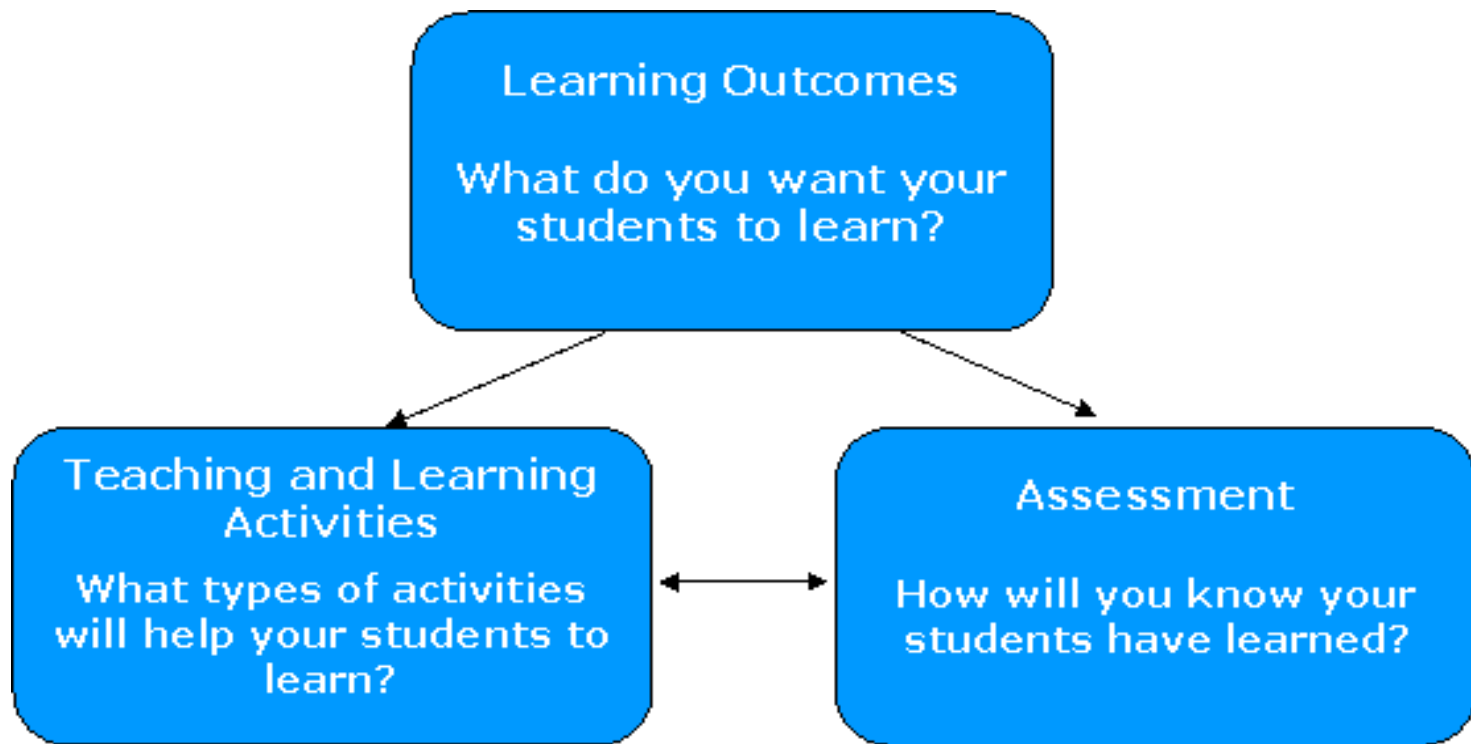 Learning Outcomes
What do you want your
students to learn?
Teaching and Learning
Activities
What types of activities
will help your students to
learn?
Assessment
How will you know your
students have learned?